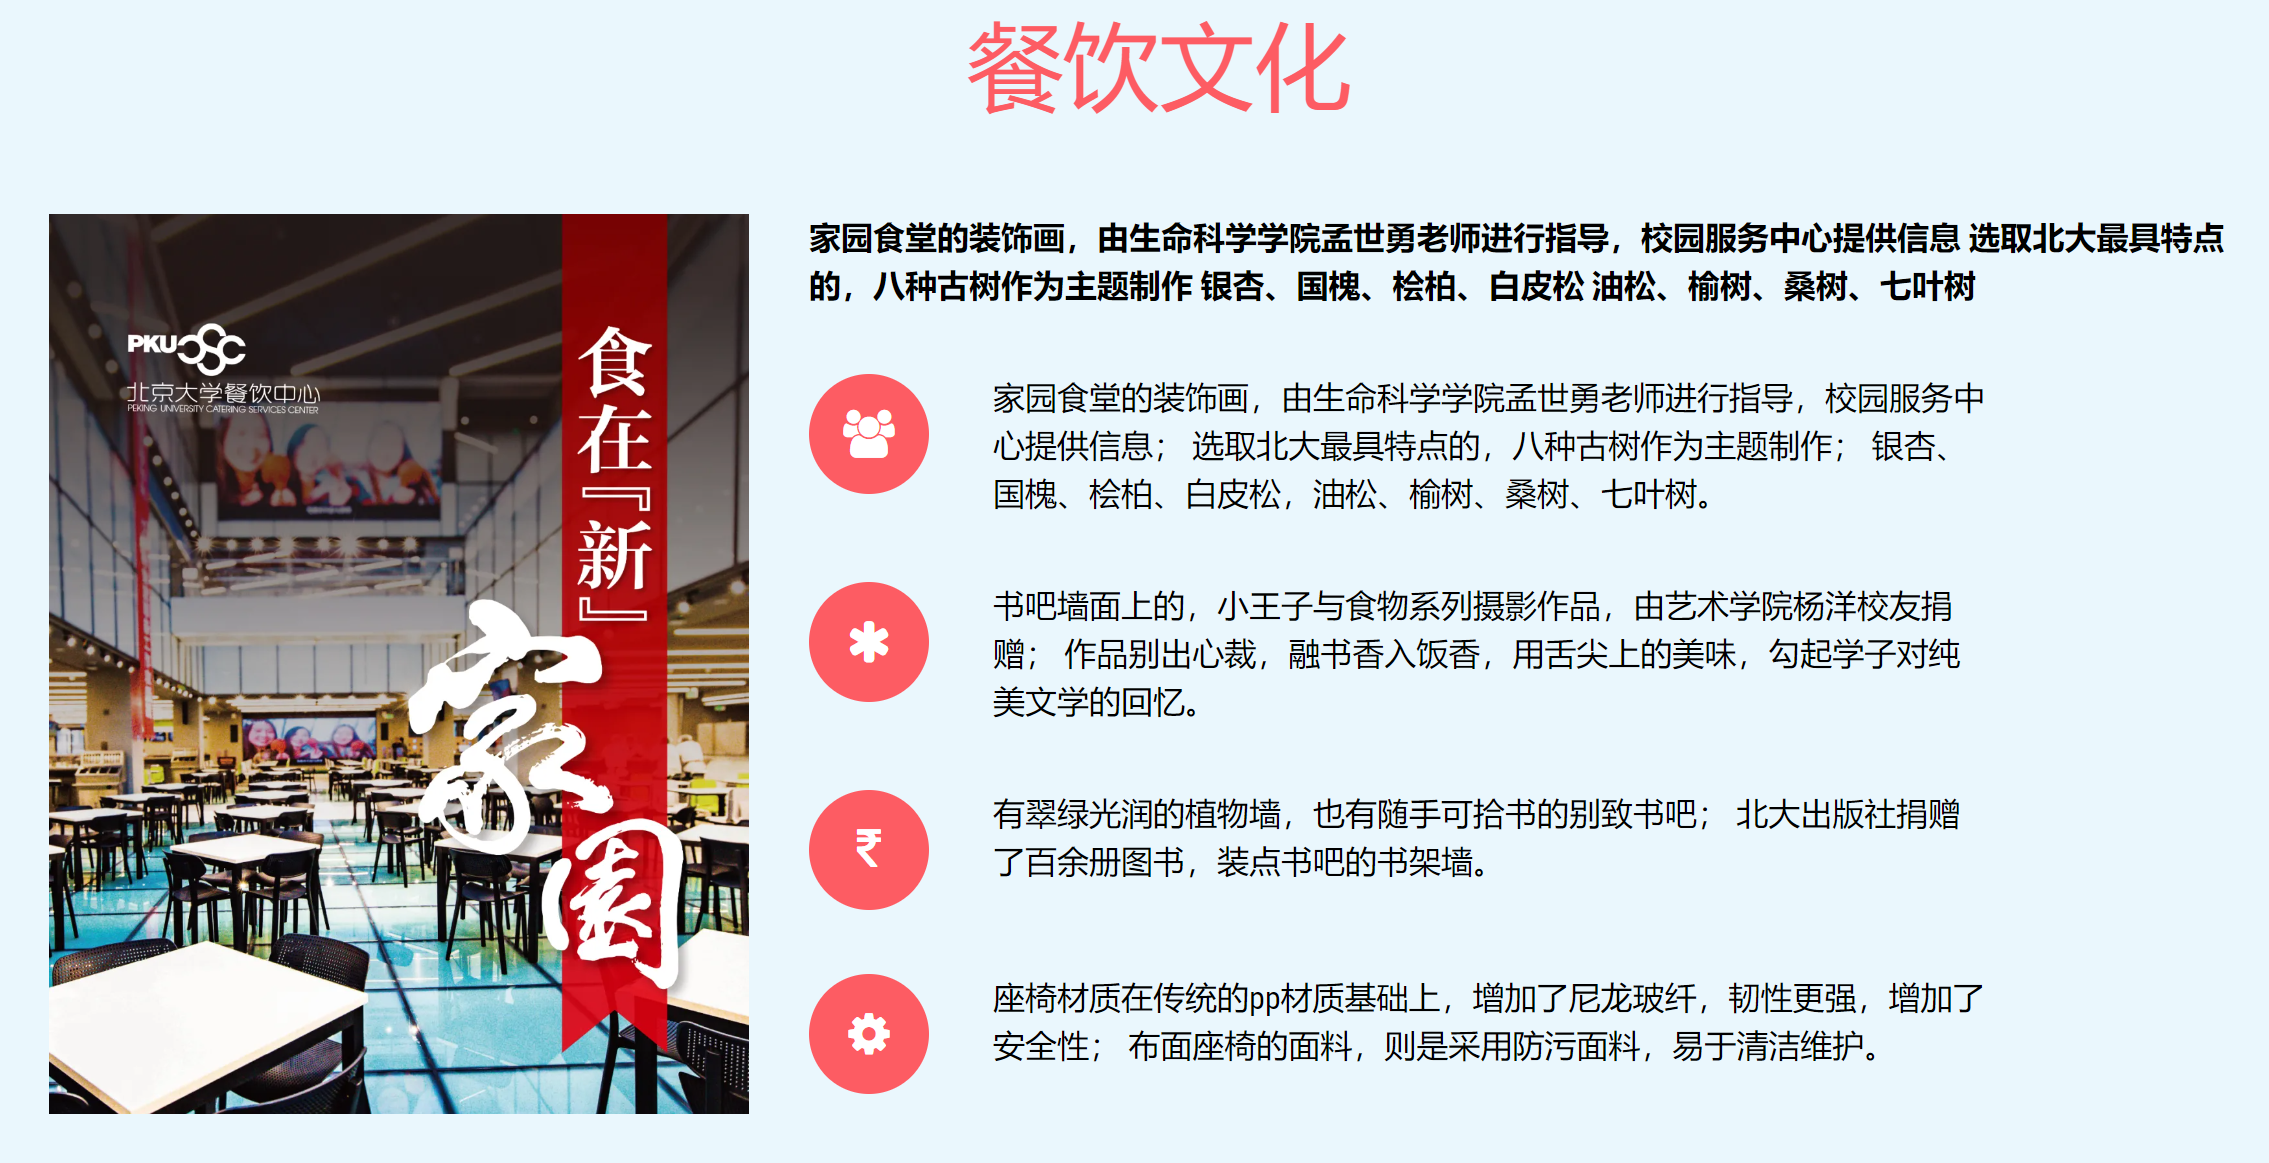 餐饮文化
PKU
北京大学餐饮中心
PEKING UNIVERSITY CATERING SERVICES CENTER
食在『新』
家園
家园食堂的装饰画，由生命科学学院孟世勇老师进行指导，校园服务中心提供信息 选取北大最具特点
的，八种古树作为主题制作 银杏、国槐、桧柏、白皮松 油松、榆树、桑树、七叶树
家园食堂的装饰画，由生命科学学院孟世勇老师进行指导，校园服务中
心提供信息； 选取北大最具特点的，八种古树作为主题制作； 银杏、
国槐、桧柏、白皮松，油松、榆树、桑树、七叶树。
书吧墙面上的，小王子与食物系列摄影作品，由艺术学院杨洋校友捐
赠； 作品别出心裁，融书香入饭香，用舌尖上的美味，勾起学子对纯
美文学的回忆。
有翠绿光润的植物墙，也有随手可拾书的别致书吧； 北大出版社捐赠
了百余册图书，装点书吧的书架墙。
座椅材质在传统的pp材质基础上，增加了尼龙玻纤，韧性更强，增加了
安全性； 布面座椅的面料，则是采用防污面料，易于清洁维护。